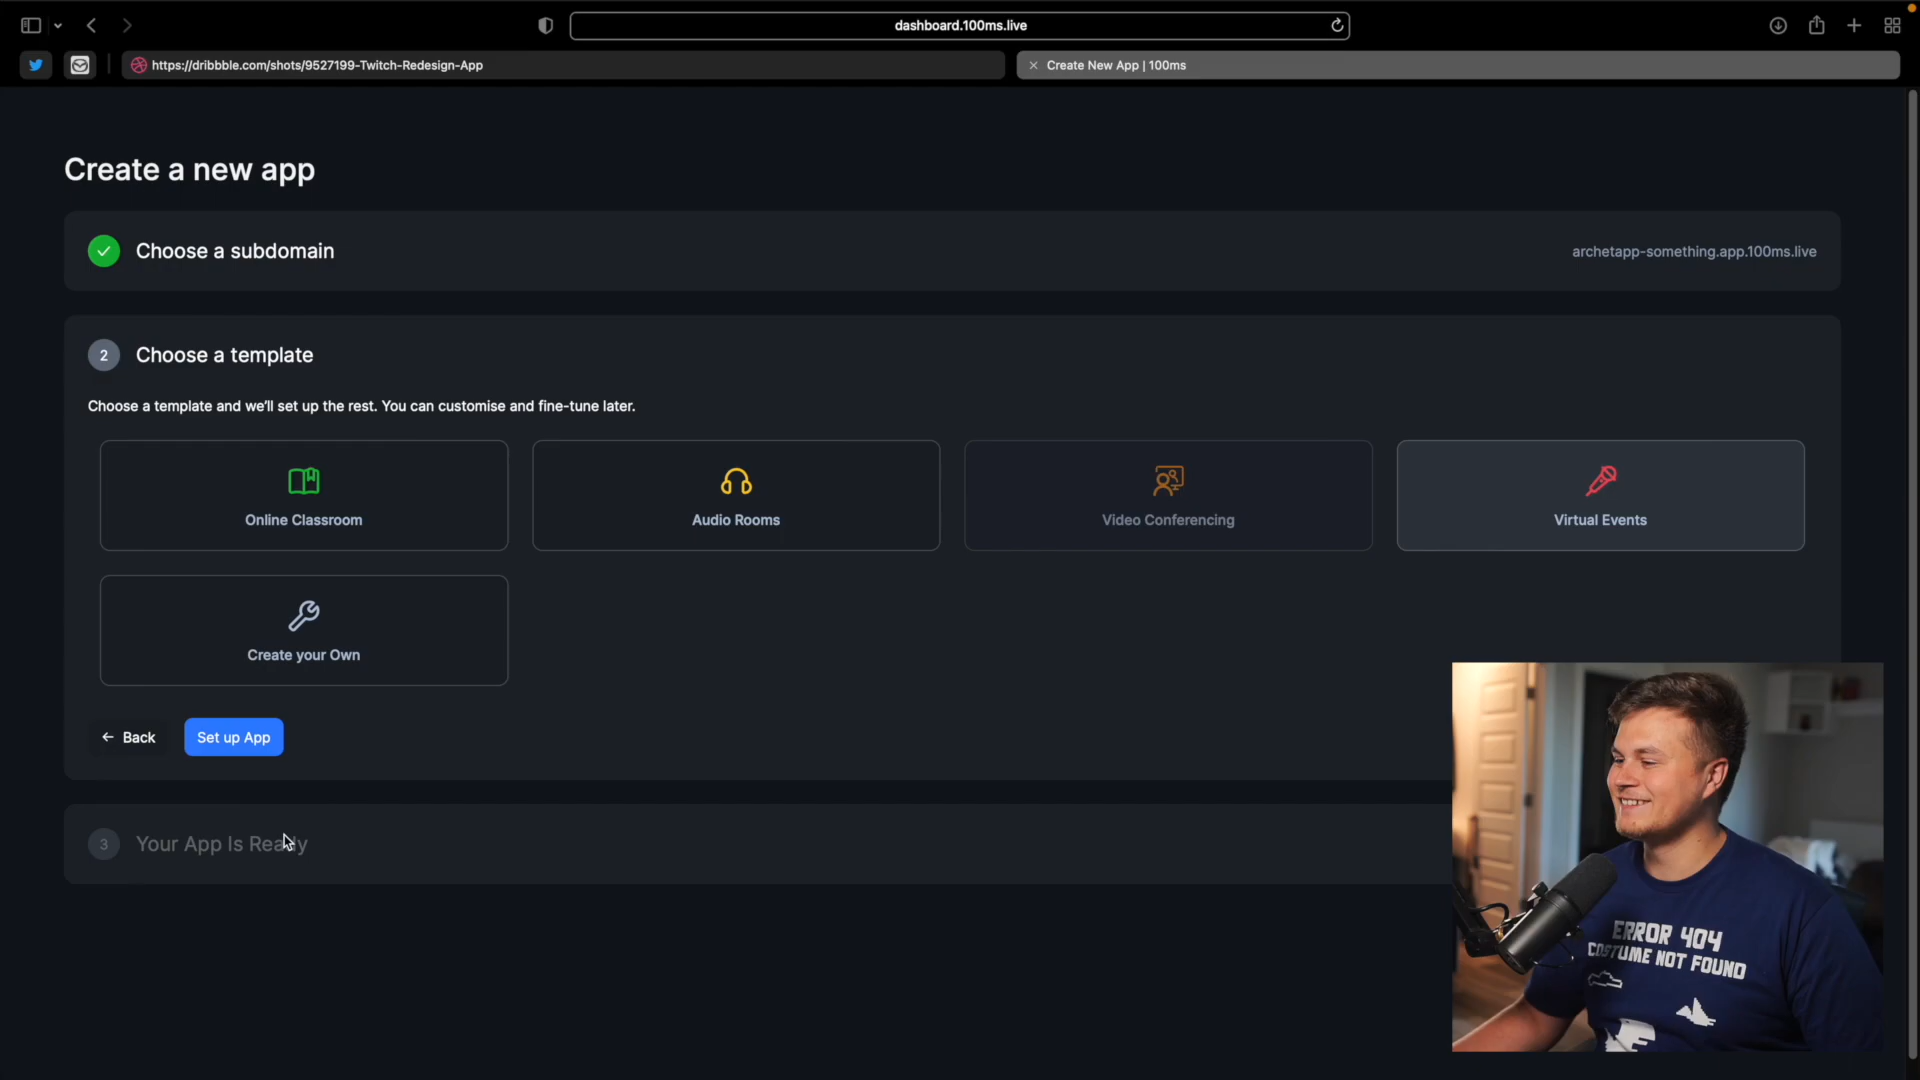 dashboard.100ms.live
https://dribbble.com/shots/9527199-Twitch-Redesign-App
Create New App | 100ms
Create a new app
Choose a subdomain
archetapp-something.app.100ms.live
2
Choose a template
Choose a template and we'll set up the rest. You can customise and fine-tune later.
Online Classroom
Audio Rooms
Video Conferencing
Virtual Events
Create your Own
← Back
Set up App
3
Your App Is Ready
ERROR 404
COSTUME NOT FOUND